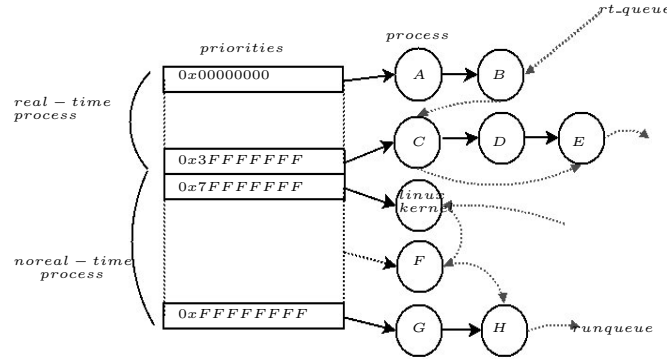 rt_queue
priorities
process
0x00000000
A
B
real - time
process
C
D
E
0x3FFFFFFF
0x7FFFFFFF
linux
kernel
noreal - time
process
F
0xFFFFFFFF
G
H
runqueue